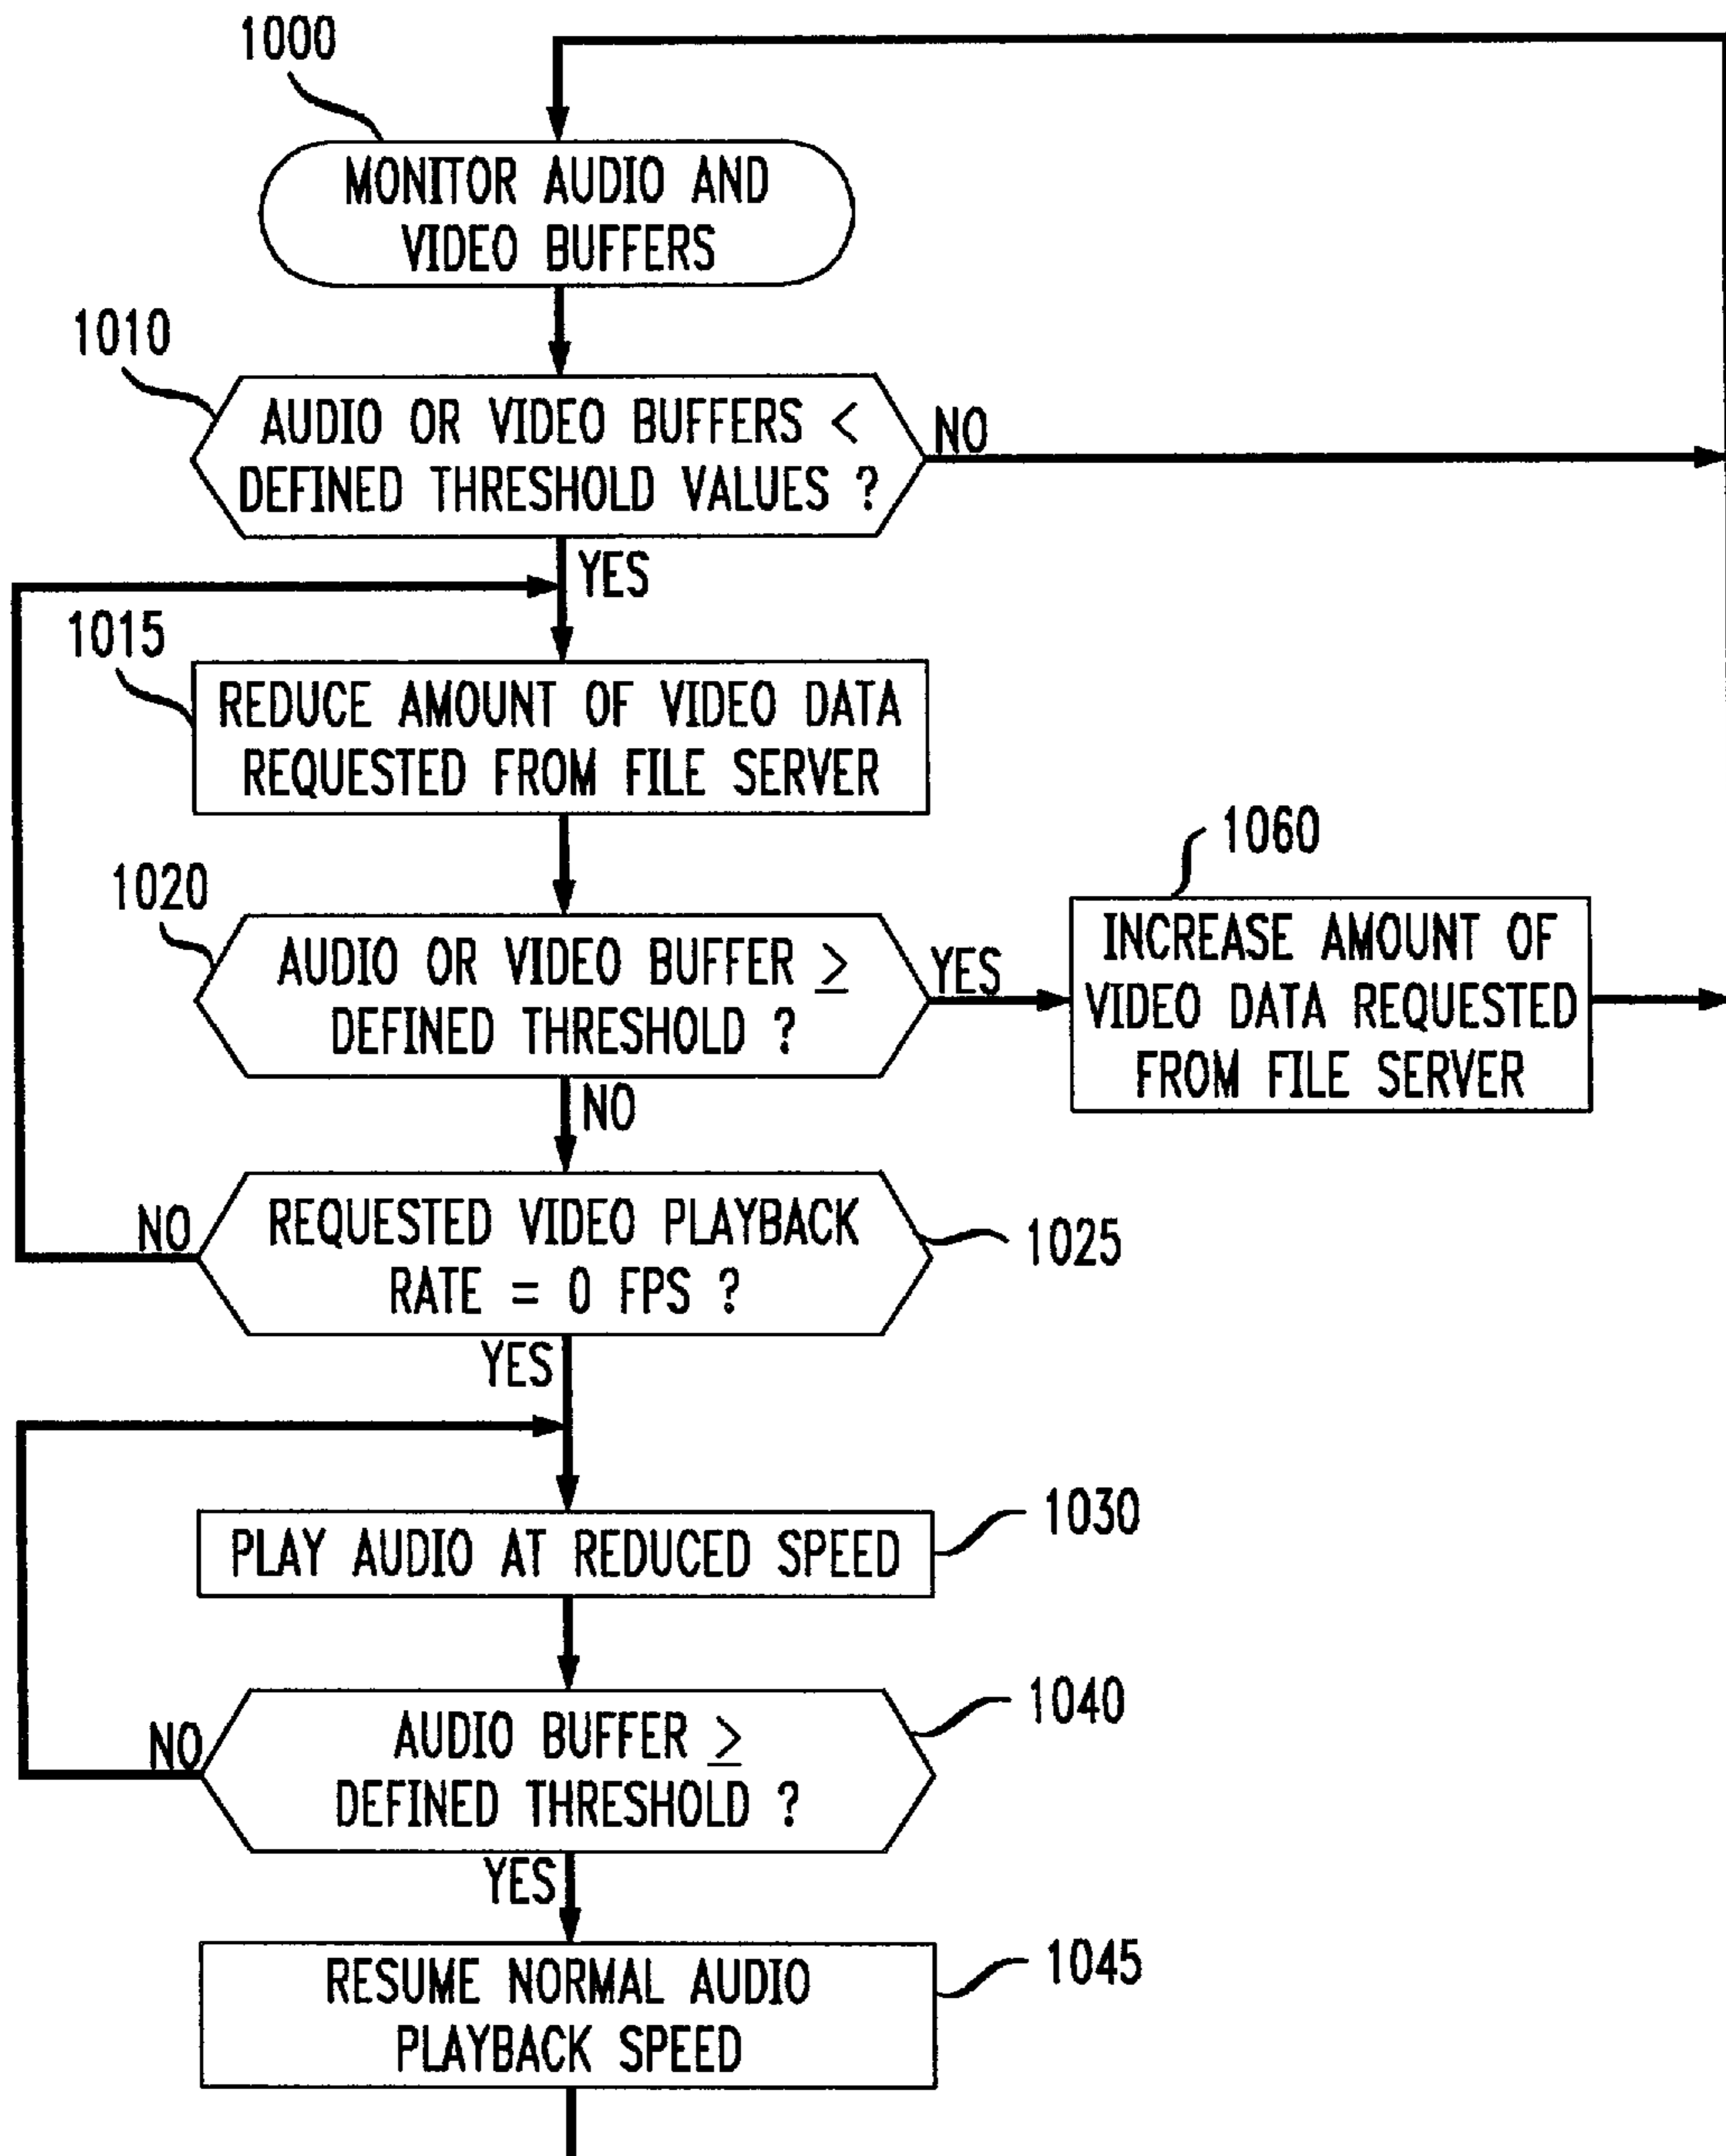 1000
MONITOR AUDIO AND
VIDEO BUFFERS
1010
AUDIO OR VIDEO BUFFERS <
DEFINED THRESHOLD VALUES ?
NO
YES
1015
REDUCE AMOUNT OF VIDEO DATA
REQUESTED FROM FILE SERVER
1020
AUDIO OR VIDEO BUFFER ≥
DEFINED THRESHOLD ?
YES
1060
INCREASE AMOUNT OF
VIDEO DATA REQUESTED
FROM FILE SERVER
NO
REQUESTED VIDEO PLAYBACK
RATE = 0 FPS ?
1025
NO
YES
PLAY AUDIO AT REDUCED SPEED
1030
AUDIO BUFFER ≥
DEFINED THRESHOLD ?
1040
NO
YES
RESUME NORMAL AUDIO
PLAYBACK SPEED
1045